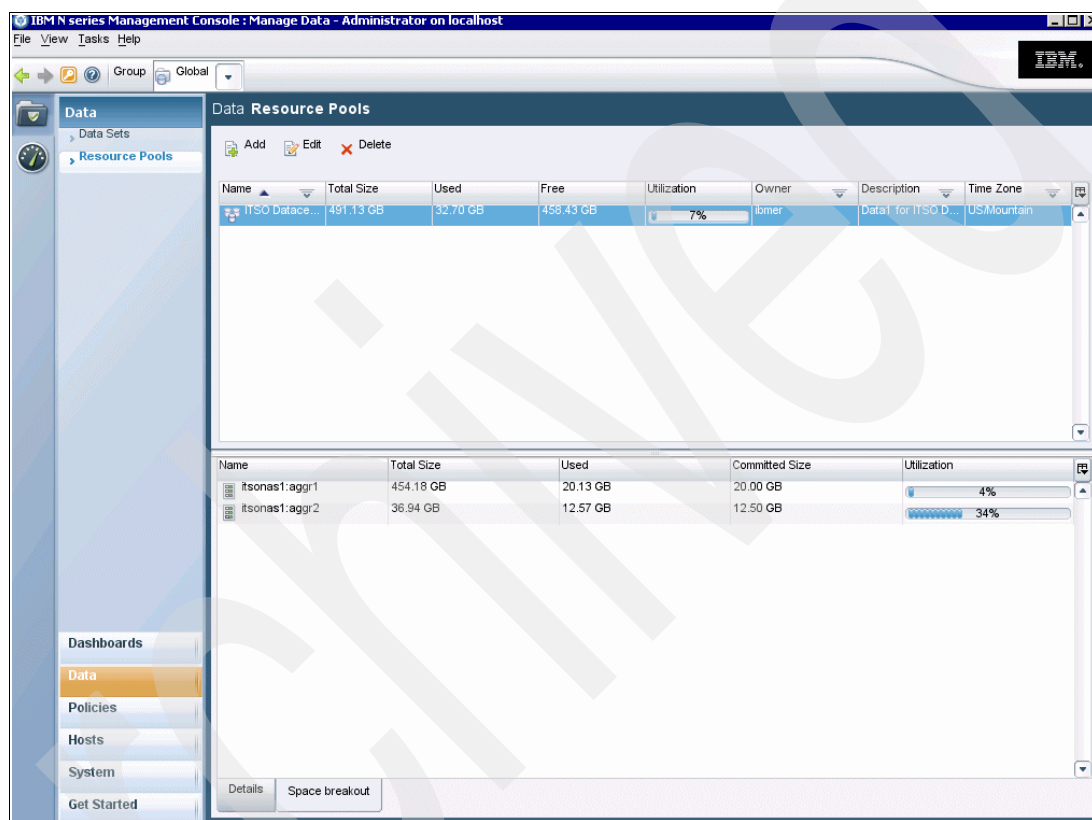 IBM N series Management Console : Manage Data - Administrator on localhost
File View Tasks Help
Group Global
IBM.
Data
Data Sets
Resource Pools
Data Resource Pools
Add Edit Delete
Name Total Size Used Free Utilization Owner Description Time Zone
ITSO Datace... 491.13 GB 32.70 GB 458.43 GB 7% ibmer Data1 for ITSO D... US/Mountain
Name Total Size Used Committed Size Utilization
itsonas1:aggr1 454.18 GB 20.13 GB 20.00 GB 4%
itsonas1:aggr2 36.94 GB 12.57 GB 12.50 GB 34%
Dashboards
Data
Policies
Hosts
System
Get Started
Details Space breakout